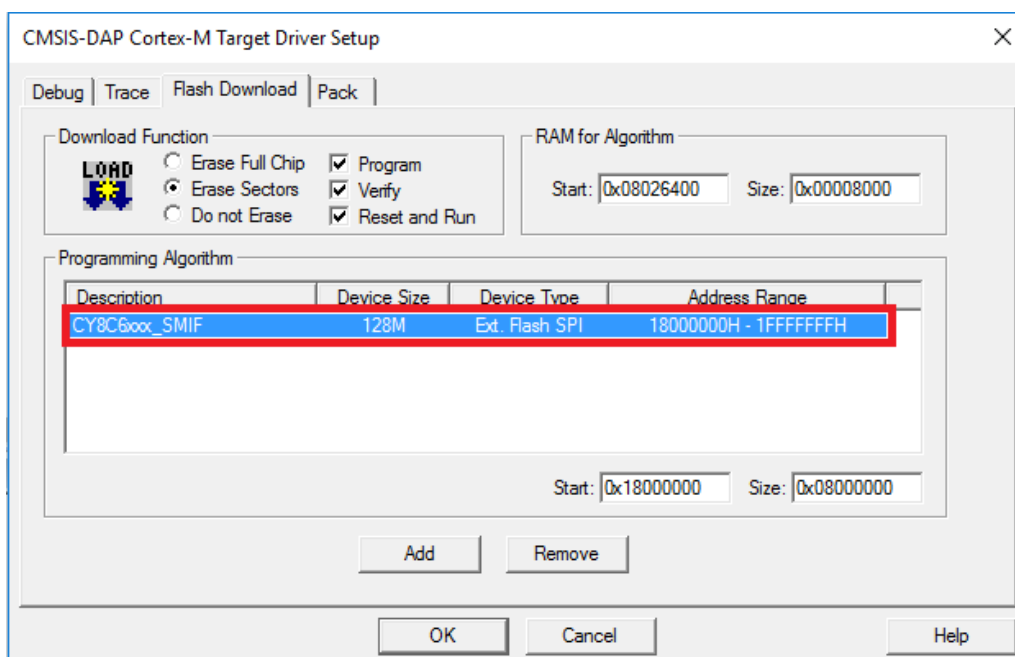 CMSIS-DAP Cortex-M Target Driver Setup
Debug Trace Flash Download Pack
Download Function
LOAD
Erase Full Chip
Erase Sectors
Do not Erase
Program
Verify
Reset and Run
RAM for Algorithm
Start: 0x08026400 Size: 0x00008000
Programming Algorithm
Description Device Size Device Type Address Range
CY8C6xxx_SMIF 128M Ext. Flash SPI 18000000H - 1FFFFFFFH
Start: 0x18000000 Size: 0x08000000
Add Remove
OK Cancel Help